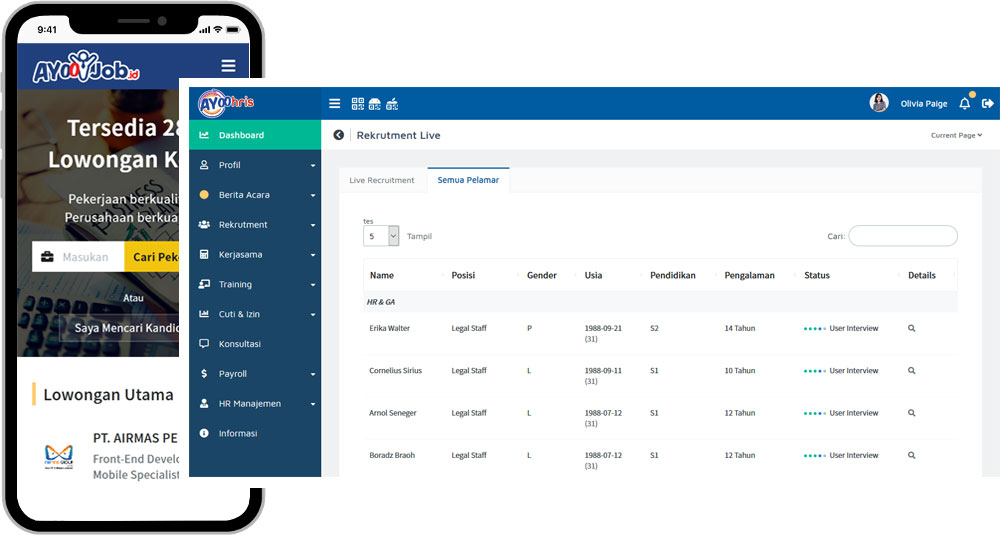 9:41
AYOOJob.id
Tersedia 28
Lowongan K
Pekerjaan berkuali
Perusahaan berkua
Masukan
Cari Peke
Atau
Saya Mencari Kandid
Lowongan Utama
PT. AIRMAS PE
Front-End Develo
Mobile Specialist
AYOOhris
Olivia Paige
Dashboard
Profil
Berita Acara
Rekrutment
Kerjasama
Training
Cuti & Izin
Konsultasi
Payroll
HR Manajemen
Informasi
Rekrutment Live
Current Page
Live Recruitment
Semua Pelamar
tes
5 Tampil
Cari:
Name Posisi Gender Usia Pendidikan Pengalaman Status Details
HR & GA
Erika Walter Legal Staff P 1988-09-21 S2 14 Tahun User Interview
(31)
Cornelius Sirius Legal Staff L 1988-09-11 S1 10 Tahun User Interview
(31)
Arnol Seneger Legal Staff L 1988-07-12 S1 12 Tahun User Interview
(31)
Boradz Braoh Legal Staff L 1988-07-12 S1 12 Tahun User Interview
(31)